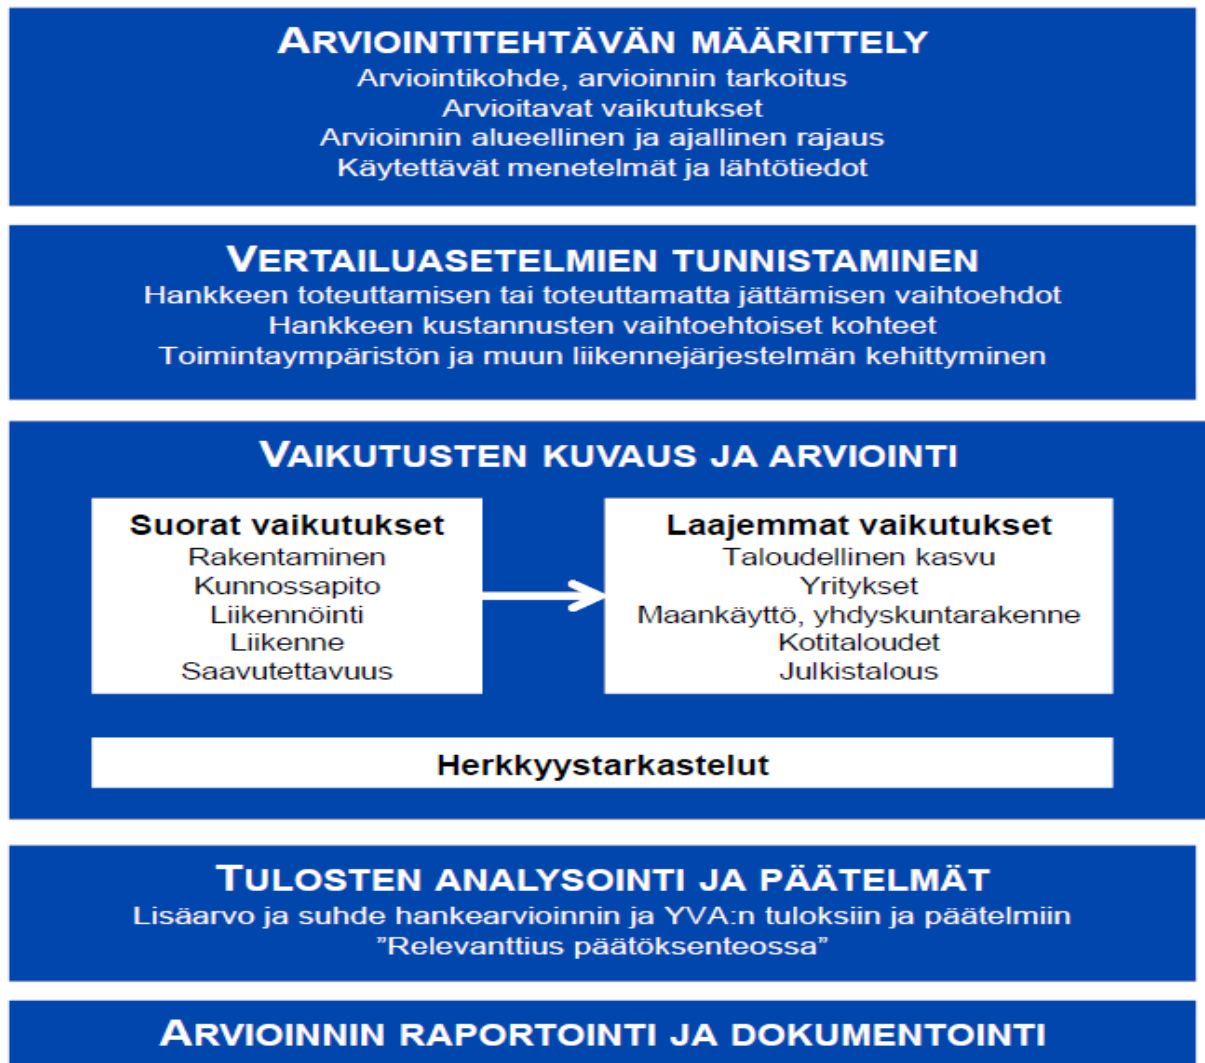 ARVIOINTITEHTÄVÄN MÄÄRITTELY
Arviointikohde, arvioinnin tarkoitus
Arvioitavat vaikutukset
Arvioinnin alueellinen ja ajallinen rajaus
Käytettävät menetelmät ja lähtötiedot
VERTAILUASETELMIEN TUNNISTAMINEN
Hankkeen toteuttamisen tai toteuttamatta jättämisen vaihtoehdot
Hankkeen kustannusten vaihtoehtoiset kohteet
Toimintaympäristön ja muun liikennejärjestelmän kehittyminen
VAIKUTUSTEN KUVAUS JA ARVIOINTI
Suorat vaikutukset
Rakentaminen
Kunnossapito
Liikennöinti
Liikenne
Saavutettavuus
Laajemmat vaikutukset
Taloudellinen kasvu
Yritykset
Maankäyttö, yhdyskuntarakenne
Kotitaloudet
Julkistalous
Herkkyystarkastelut
TULOSTEN ANALYSOINTI JA PÄÄTELMÄT
Lisäarvo ja suhde hankearvioinnin ja YVA:n tuloksiin ja päätelmiin
”Relevanttius päätöksenteossa”
ARVIOINNIN RAPORTOINTI JA DOKUMENTOINTI